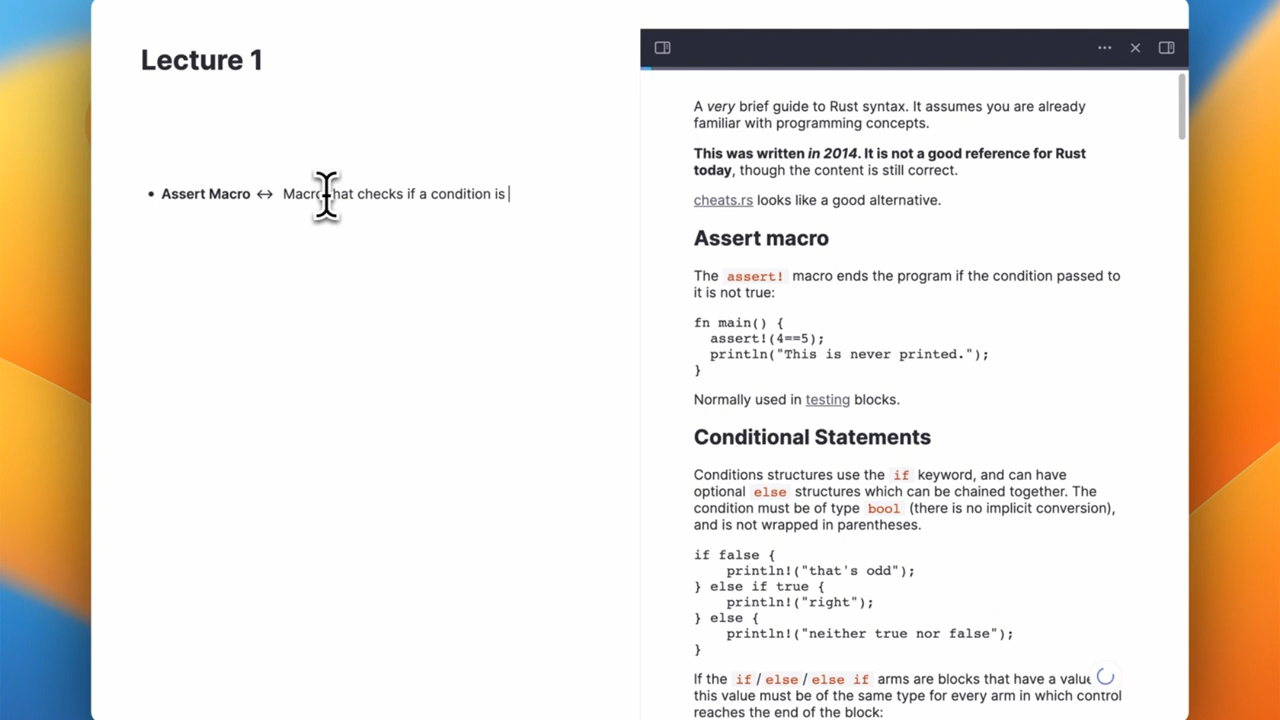 Lecture 1
• Assert Macro ↔ Macro that checks if a condition is
A very brief guide to Rust syntax. It assumes you are already
familiar with programming concepts.
This was written in 2014. It is not a good reference for Rust
today, though the content is still correct.
cheats.rs looks like a good alternative.
Assert macro
The assert! macro ends the program if the condition passed to
it is not true:
fn main() {
  assert!(4==5);
  println("This is never printed.");
}
Normally used in testing blocks.
Conditional Statements
Conditions structures use the if keyword, and can have
optional else structures which can be chained together. The
condition must be of type bool (there is no implicit conversion),
and is not wrapped in parentheses.
if false {
    println!("that's odd");
} else if true {
    println!("right");
} else {
    println!("neither true nor false");
}
If the if / else / else if arms are blocks that have a value
this value must be of the same type for every arm in which control
reaches the end of the block: